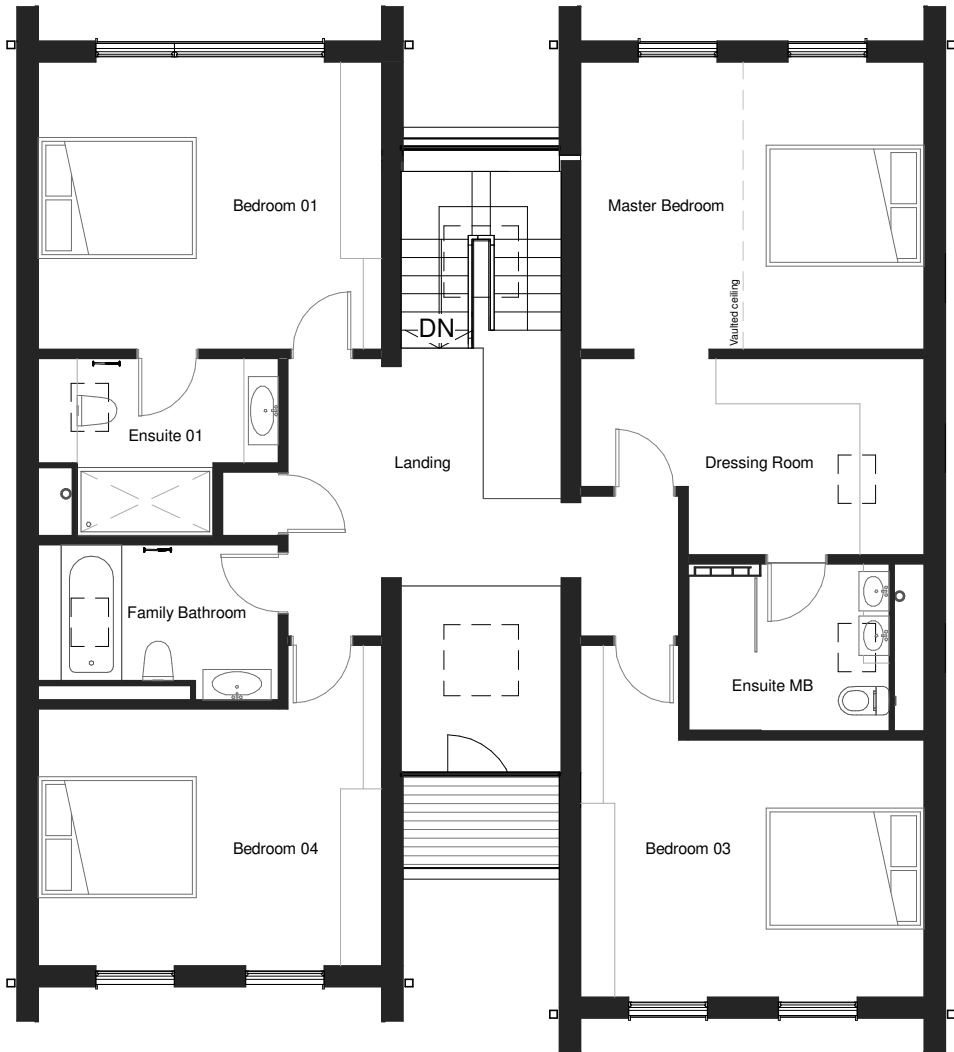 Bedroom 01
Master Bedroom
Vaulted ceiling
DN
Ensuite 01
Landing
Dressing Room
Family Bathroom
Ensuite MB
Bedroom 04
Bedroom 03